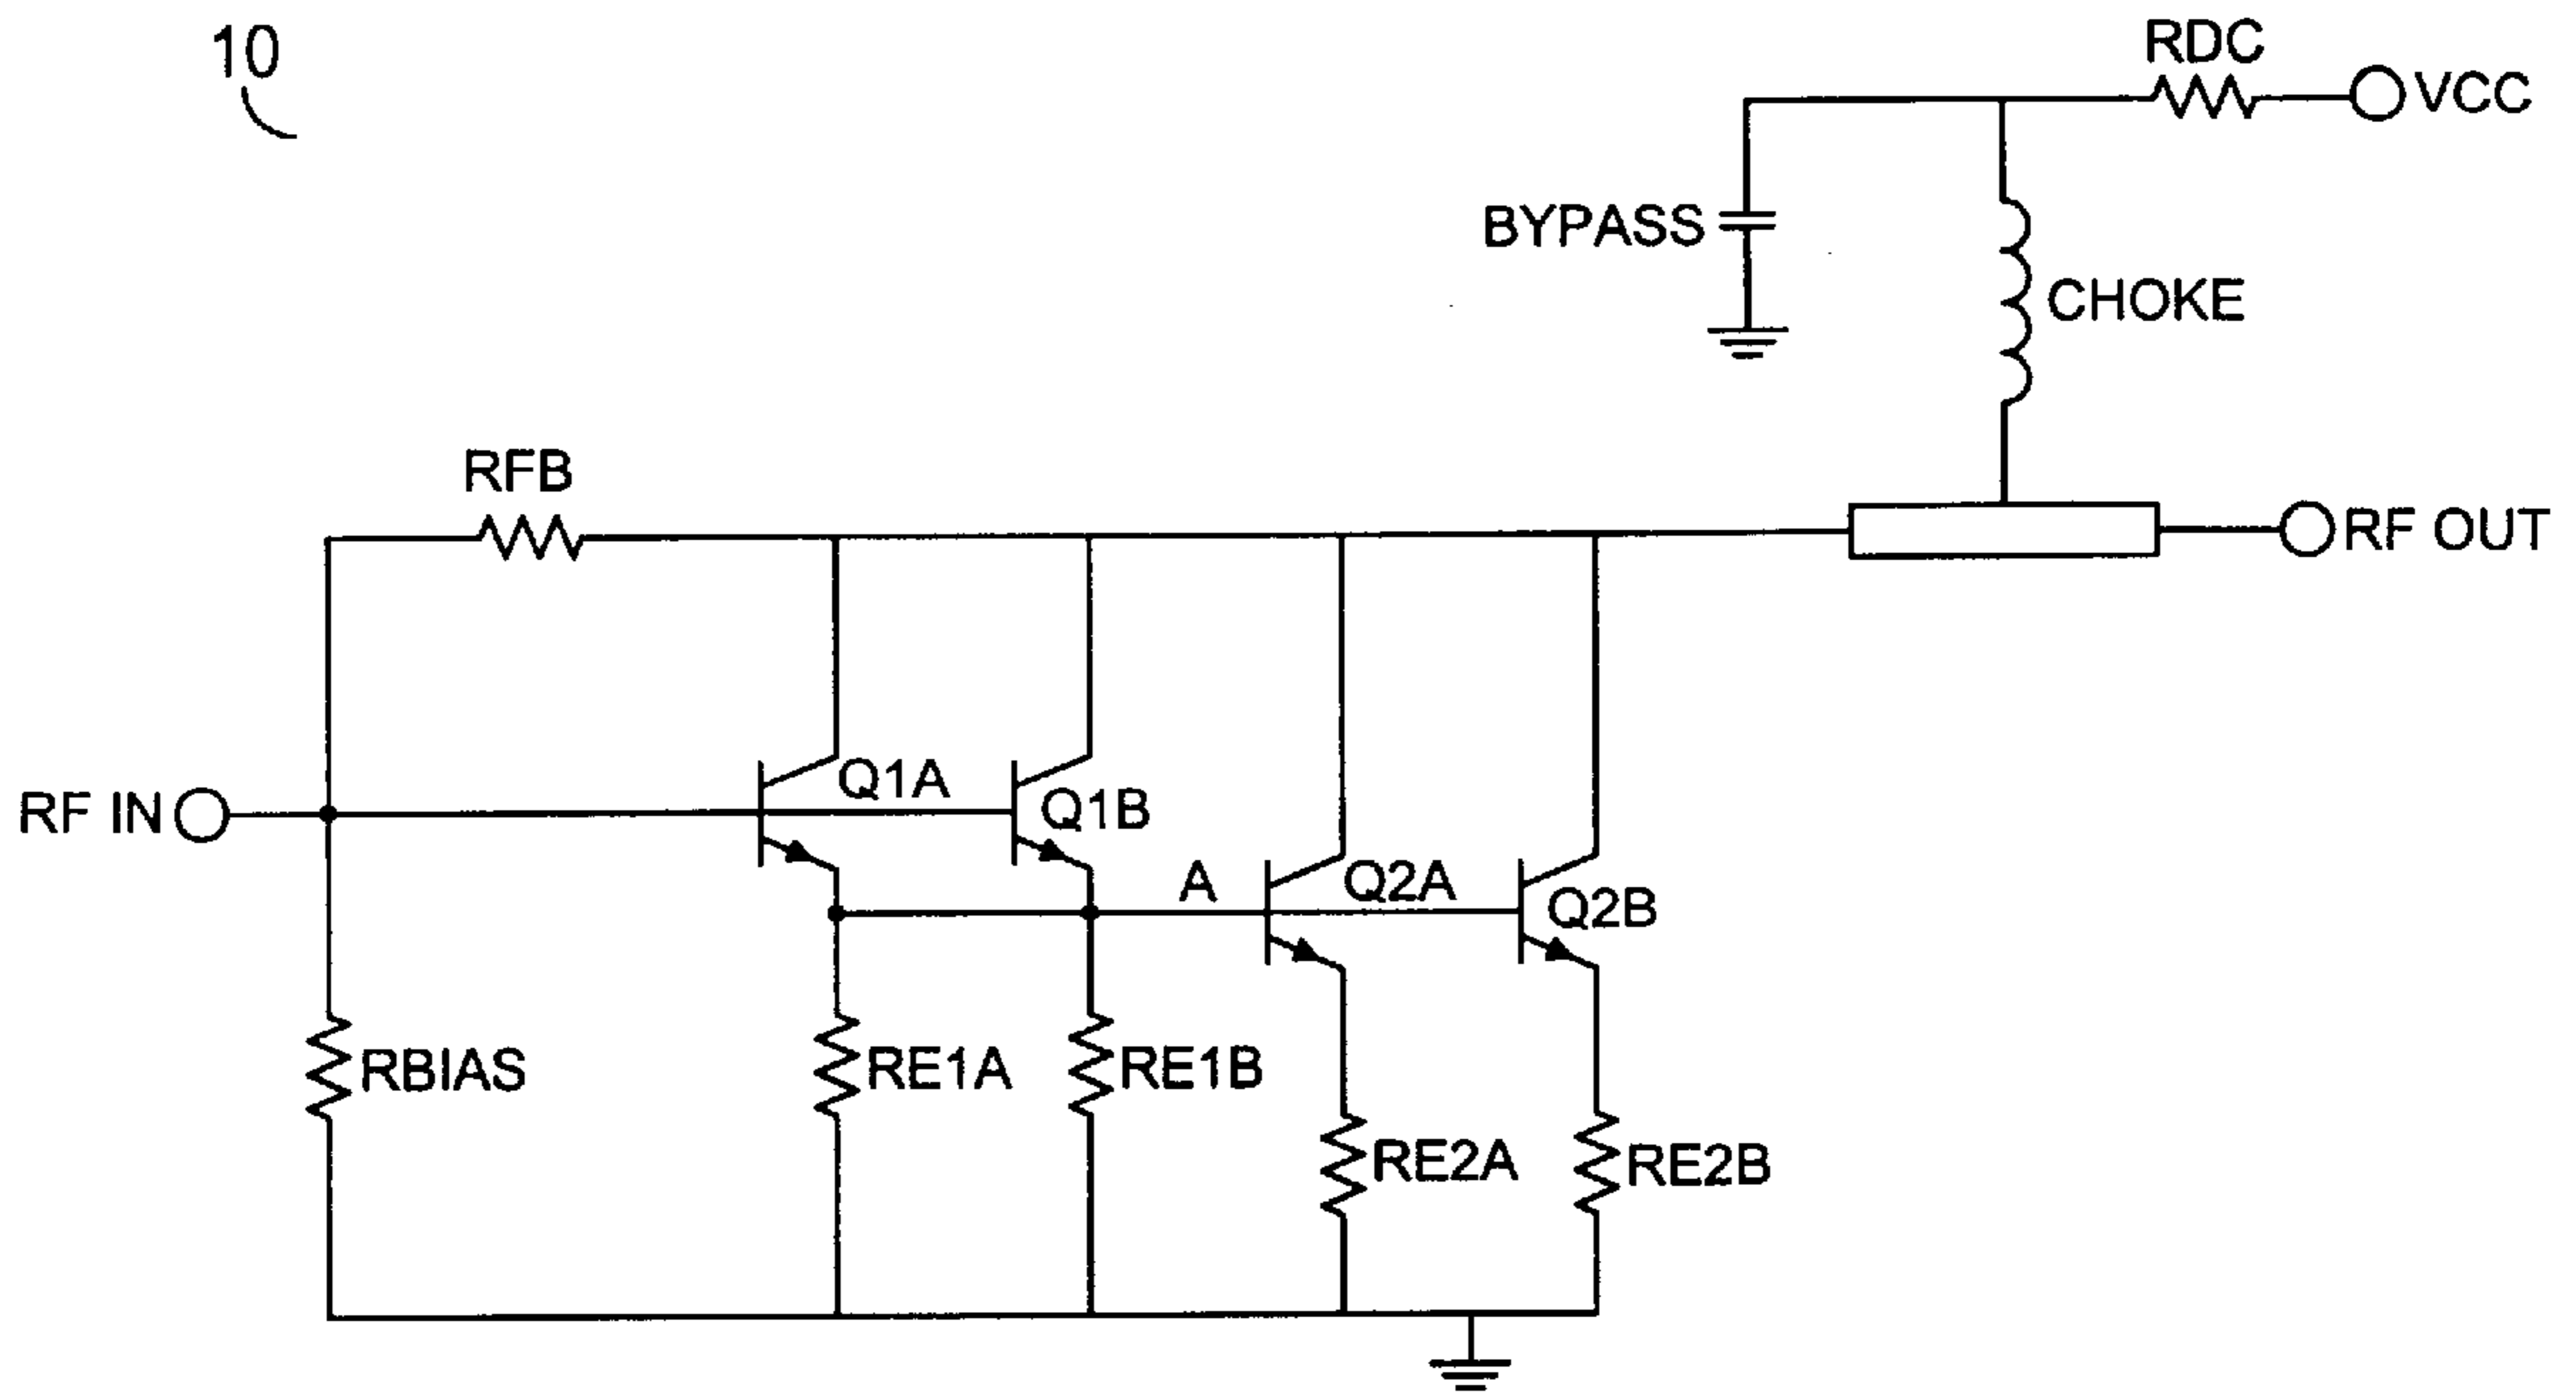 10
RDC
VCC
BYPASS
CHOKE
RFB
RF OUT
Q1A
RF IN
Q1B
A
Q2A
Q2B
RBIAS
RE1A
RE1B
RE2A
RE2B